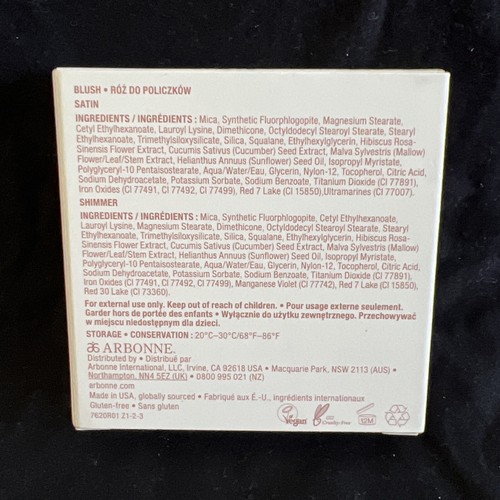 BLUSH • RÓŻ DO POLICZKÓW
SATIN
INGREDIENTS / INGRÉDIENTS : Mica, Synthetic Fluorphlogopite, Magnesium Stearate,
Cetyl Ethylhexanoate, Lauroyl Lysine, Dimethicone, Octyldodecyl Stearoyl Stearate, Stearyl
Ethylhexanoate, Trimethylsiloxysilicate, Silica, Squalane, Ethylhexylglycerin, Hibiscus Rosa-
Sinensis Flower Extract, Cucumis Sativus (Cucumber) Seed Extract, Malva Sylvestris (Mallow)
Flower/Leaf/Stem Extract, Helianthus Annuus (Sunflower) Seed Oil, Isopropyl Myristate,
Polyglyceryl-10 Pentaisostearate, Aqua/Water/Eau, Glycerin, Nylon-12, Tocopherol, Citric Acid,
Sodium Dehydroacetate, Potassium Sorbate, Sodium Benzoate, Titanium Dioxide (CI 77891),
Iron Oxides (CI 77491, CI 77492, CI 77499), Red 7 Lake (CI 15850),Ultramarines (CI 77007).
SHIMMER
INGREDIENTS / INGRÉDIENTS : Mica, Synthetic Fluorphlogopite, Cetyl Ethylhexanoate,
Lauroyl Lysine, Magnesium Stearate, Dimethicone, Octyldodecyl Stearoyl Stearate, Stearyl
Ethylhexanoate, Trimethylsiloxysilicate, Silica, Squalane, Ethylhexylglycerin, Hibiscus Rosa-
Sinensis Flower Extract, Cucumis Sativus (Cucumber) Seed Extract, Malva Sylvestris (Mallow)
Flower/Leaf/Stem Extract, Helianthus Annuus (Sunflower) Seed Oil, Isopropyl Myristate,
Polyglyceryl-10 Pentaisostearate, Aqua/Water/Eau, Glycerin, Nylon-12, Tocopherol, Citric Acid,
Sodium Dehydroacetate, Potassium Sorbate, Sodium Benzoate, Titanium Dioxide (CI 77891),
Iron Oxides (CI 77491, CI 77492, CI 77499), Manganese Violet (CI 77742), Red 7 Lake (CI 15850),
Red 30 Lake (CI 73360).
For external use only. Keep out of reach of children. • Pour usage externe seulement.
Garder hors de portée des enfants • Wyłącznie do użytku zewnętrznego. Przechowywać
w miejscu niedostępnym dla dzieci.
STORAGE • CONSERVATION : 20°C–30°C/68°F–86°F
ARBONNE.
Distributed by • Distribué par
Arbonne International, LLC, Irvine, CA 92618 USA • Macquarie Park, NSW 2113 (AUS) •
Northampton, NN4 5EZ (UK) • 0800 995 021 (NZ)
arbonne.com
Made in USA, globally sourced • Fabriqué aux É.-U., ingrédients internationaux
Gluten-free • Sans gluten
7620R01 Z1-2-3
Vegan
Cruelty-Free
12M